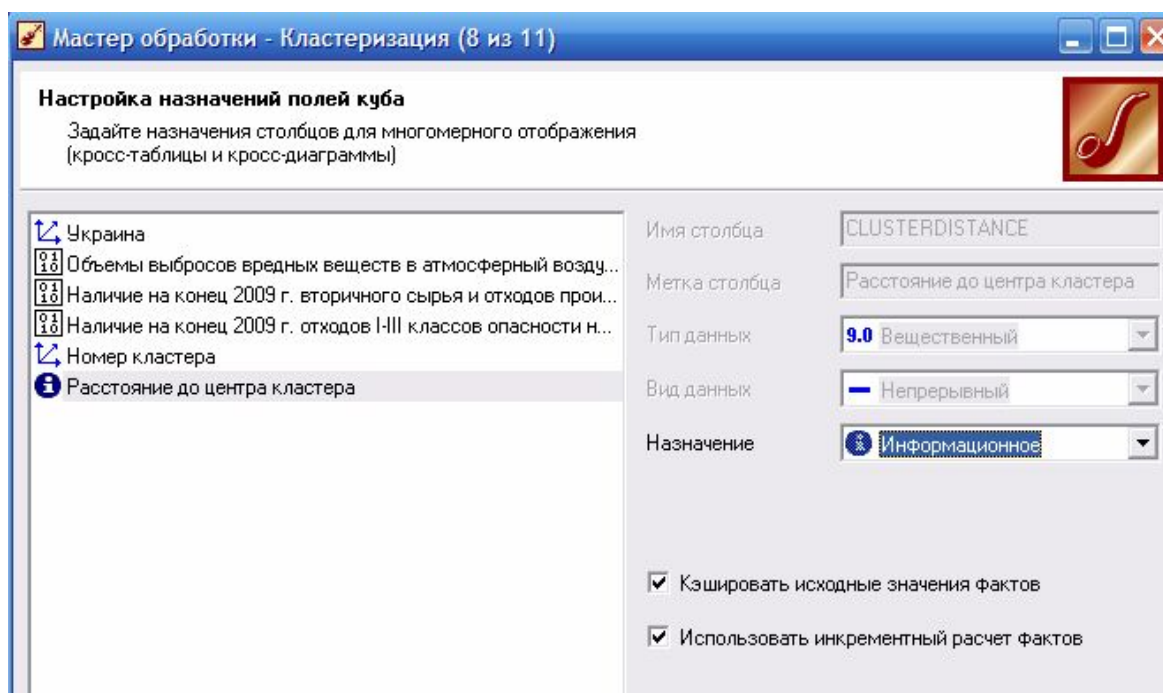 Мастер обработки - Кластеризация (8 из 11)
Настройка назначений полей куба
Задайте назначения столбцов для многомерного отображения
(кросс-таблицы и кросс-диаграммы)
Украина
Объемы выбросов вредных веществ в атмосферный возду...
Наличие на конец 2009 г. вторичного сырья и отходов прои...
Наличие на конец 2009 г. отходов I-III классов опасности н...
Номер кластера
Расстояние до центра кластера
Имя столбца CLUSTERDISTANCE
Метка столбца Расстояние до центра кластера
Тип данных 9.0 Вещественный
Вид данных Непрерывный
Назначение Информационное
Кэшировать исходные значения фактов
Использовать инкрементный расчет фактов